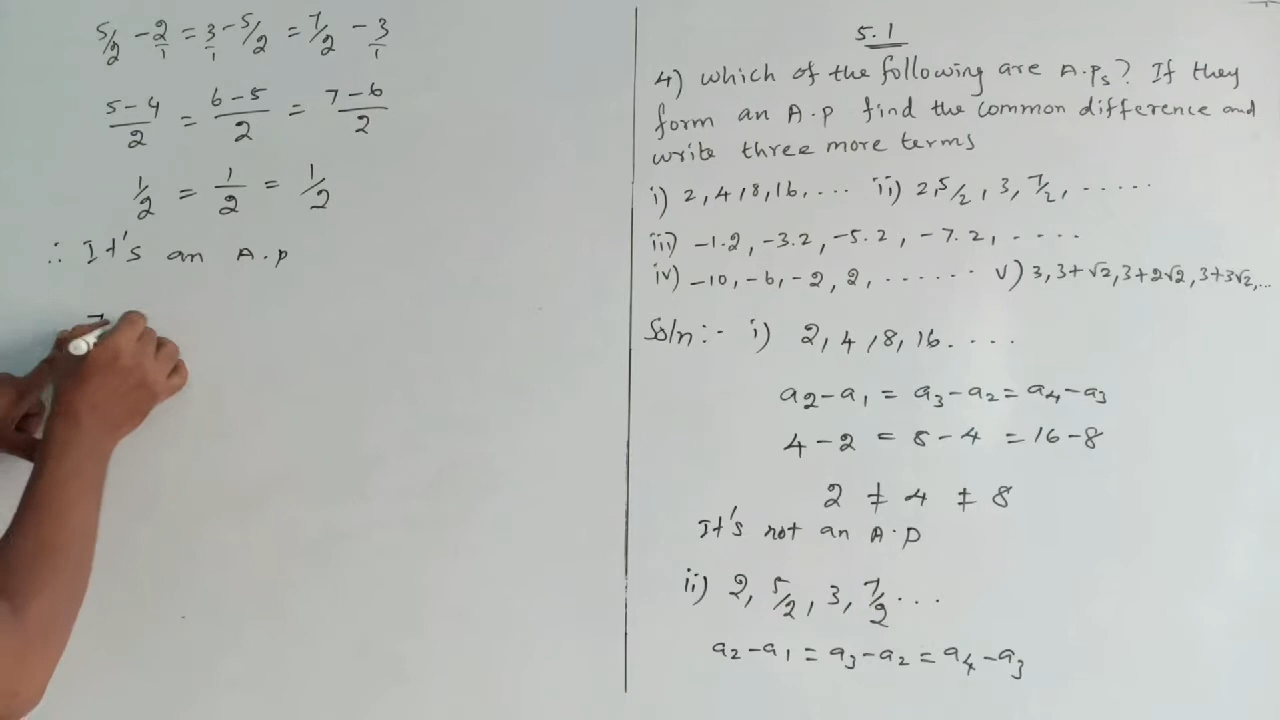 5/2 - 2/1 = 3/1 - 5/2 = 7/2 - 3/1
5-4/2 = 6-5/2 = 7-6/2
1/2 = 1/2 = 1/2
∴ It's an A.p
5.1
4) which of the following are A.Ps? If they
form an A.p find the common difference and
write three more terms
i) 2, 4, 8, 16, ... ii) 2, 5/2, 3, 7/2, .....
iii) -1.2, -3.2, -5.2, -7.2, ....
iv) -10, -6, -2, 2, ...... v) 3, 3+√2, 3+2√2, 3+3√2, ...
Soln:- i) 2, 4, 8, 16 ....
a2-a1 = a3-a2 = a4-a3
4-2 = 8-4 = 16-8
2 ≠ 4 ≠ 8
It's not an A.P
ii) 2, 5/2, 3, 7/2 ...
a2-a1 = a3-a2 = a4-a3